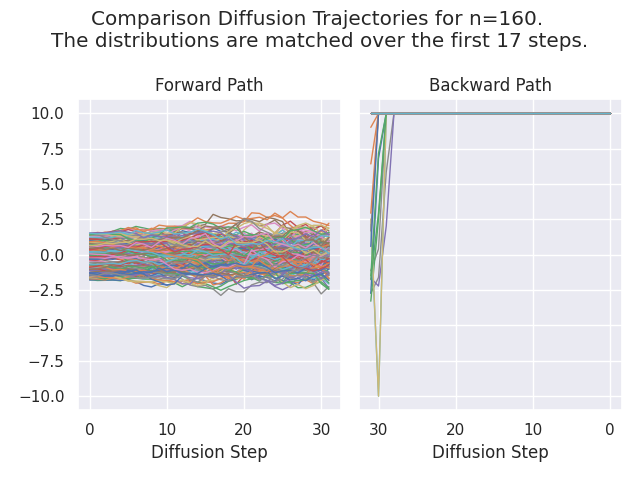 Comparison Diffusion Trajectories for n=160.
The distributions are matched over the first 17 steps.
Forward Path
Backward Path
10.0
7.5
5.0
2.5
0.0
−2.5
−5.0
−7.5
−10.0
0 10 20 30
30 20 10 0
Diffusion Step
Diffusion Step